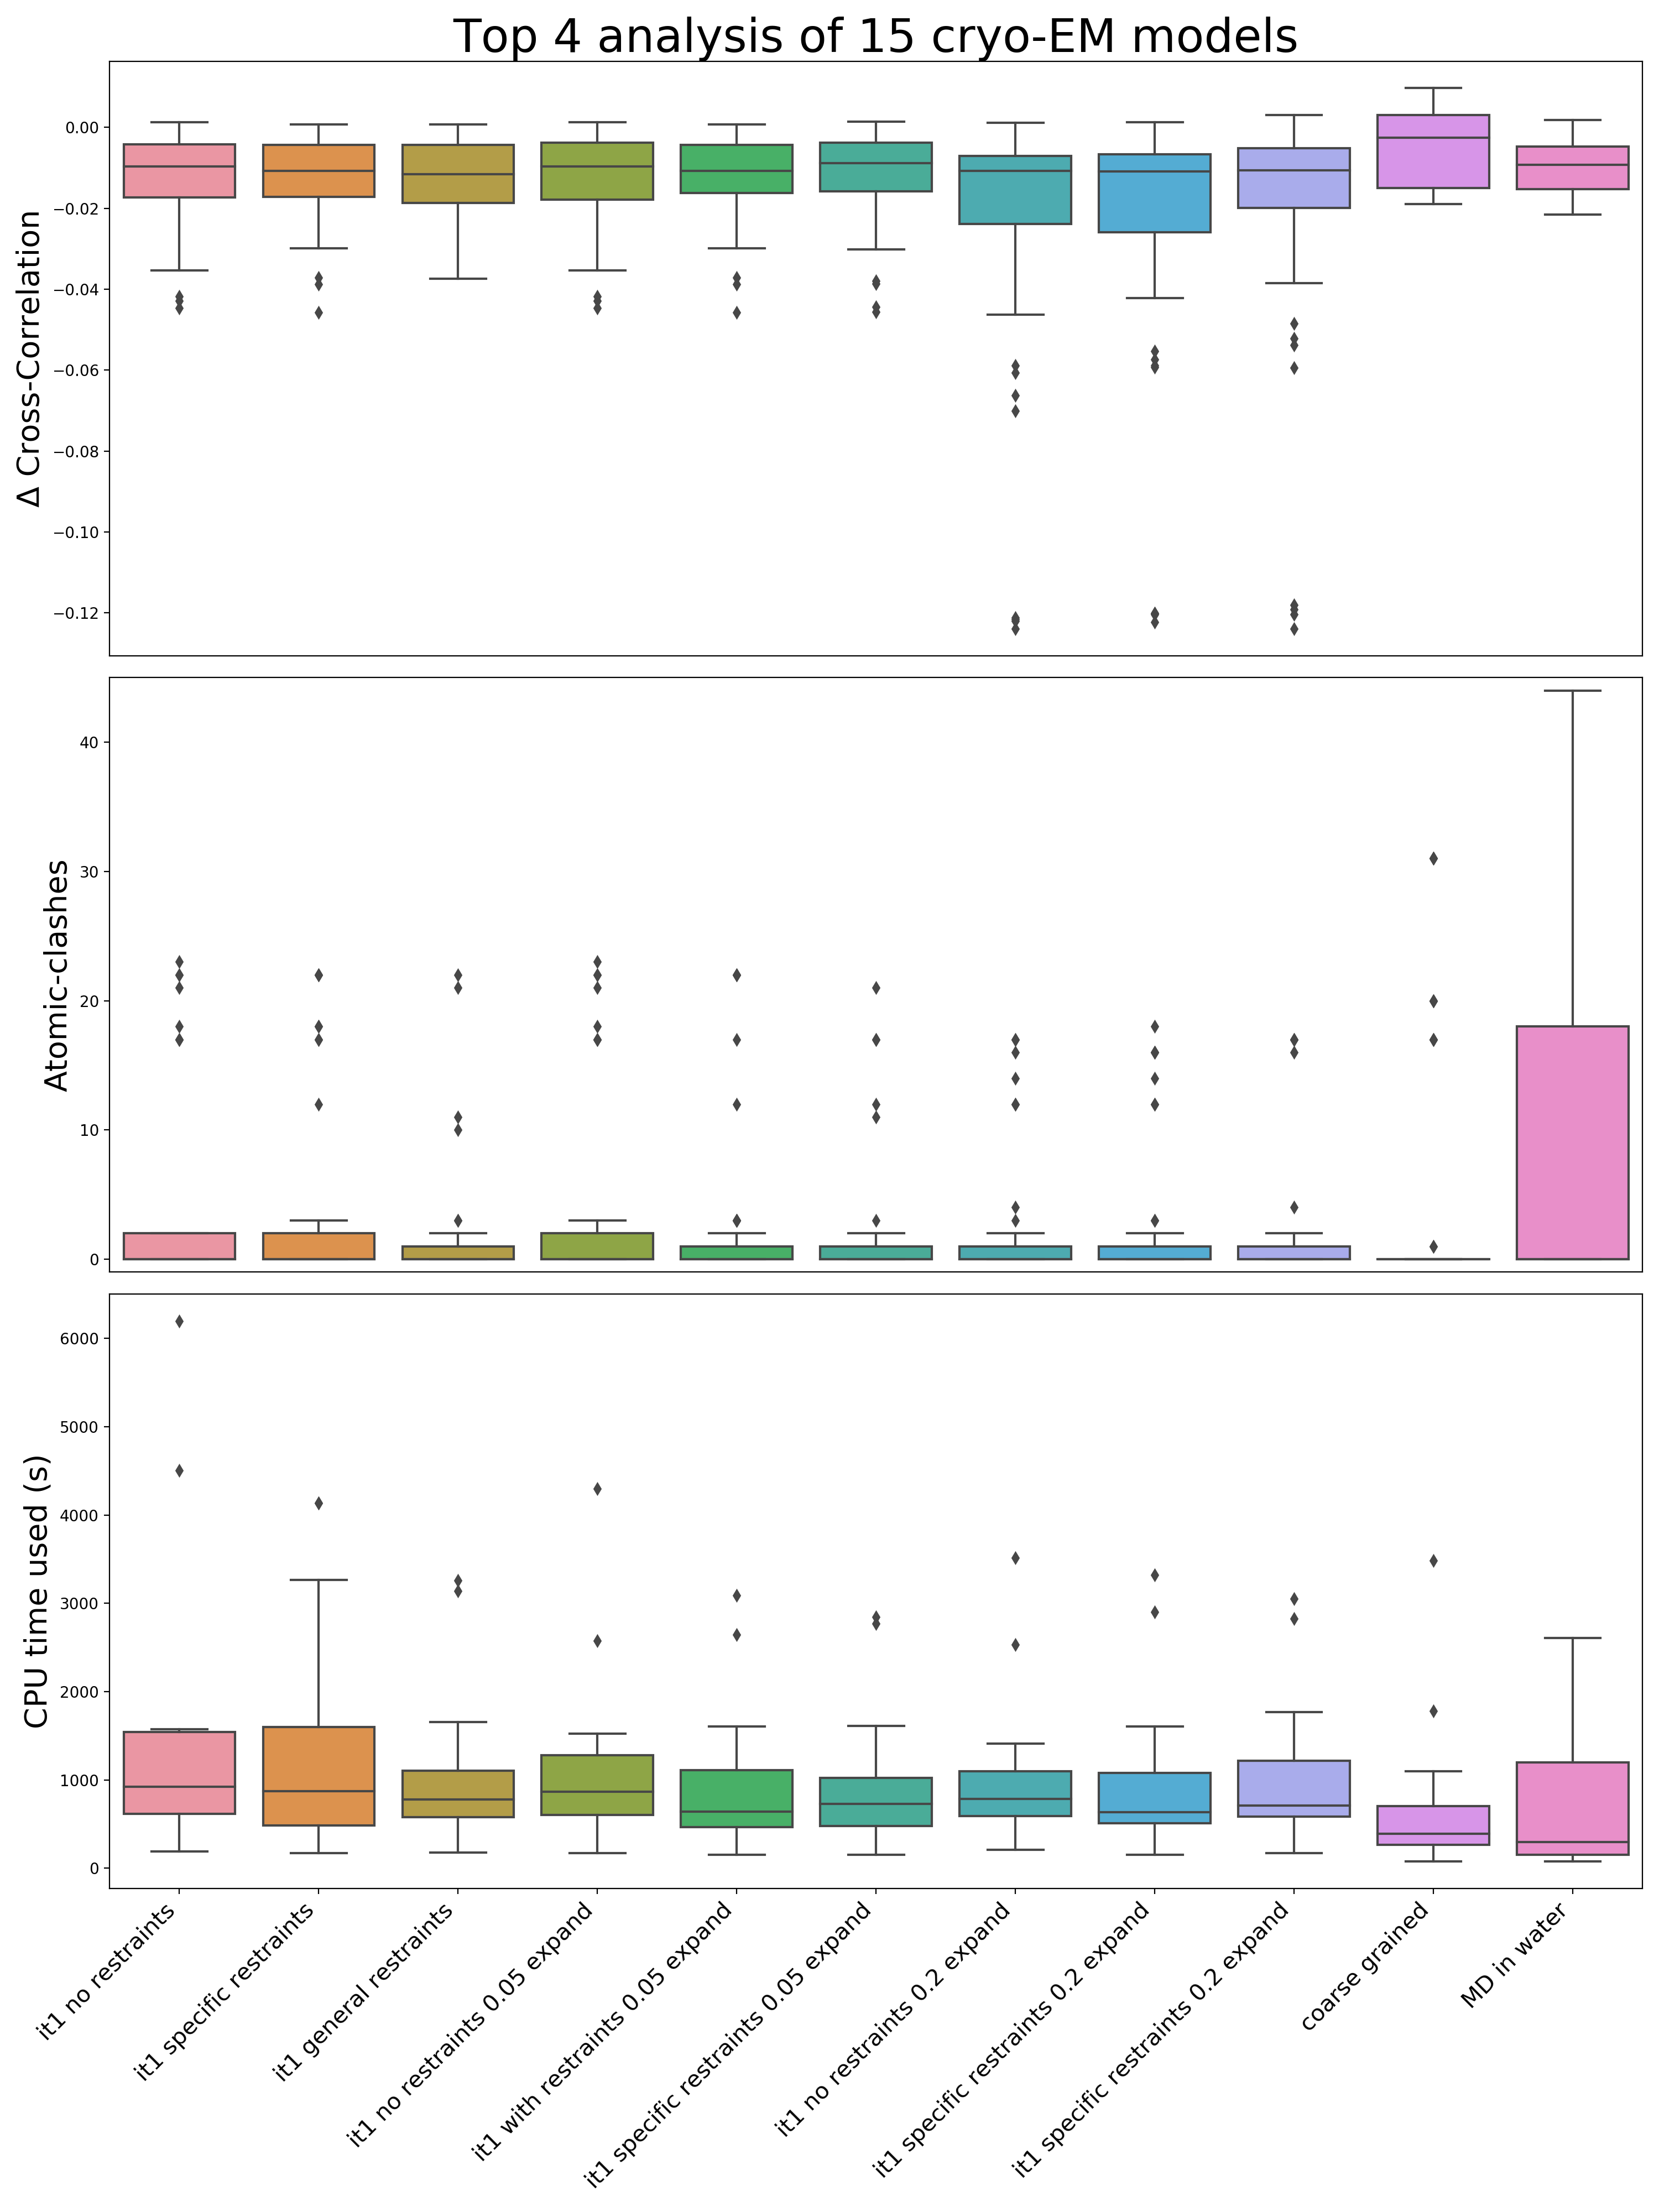 Top 4 analysis of 15 cryo-EM models
Δ Cross-Correlation
0.00
−0.02
−0.04
−0.06
−0.08
−0.10
−0.12
Atomic-clashes
40
30
20
10
0
CPU time used (s)
6000
5000
4000
3000
2000
1000
0
it1 no restraints
it1 specific restraints
it1 general restraints
it1 no restraints 0.05 expand
it1 with restraints 0.05 expand
it1 specific restraints 0.05 expand
it1 no restraints 0.2 expand
it1 specific restraints 0.2 expand
it1 specific restraints 0.2 expand
coarse grained
MD in water